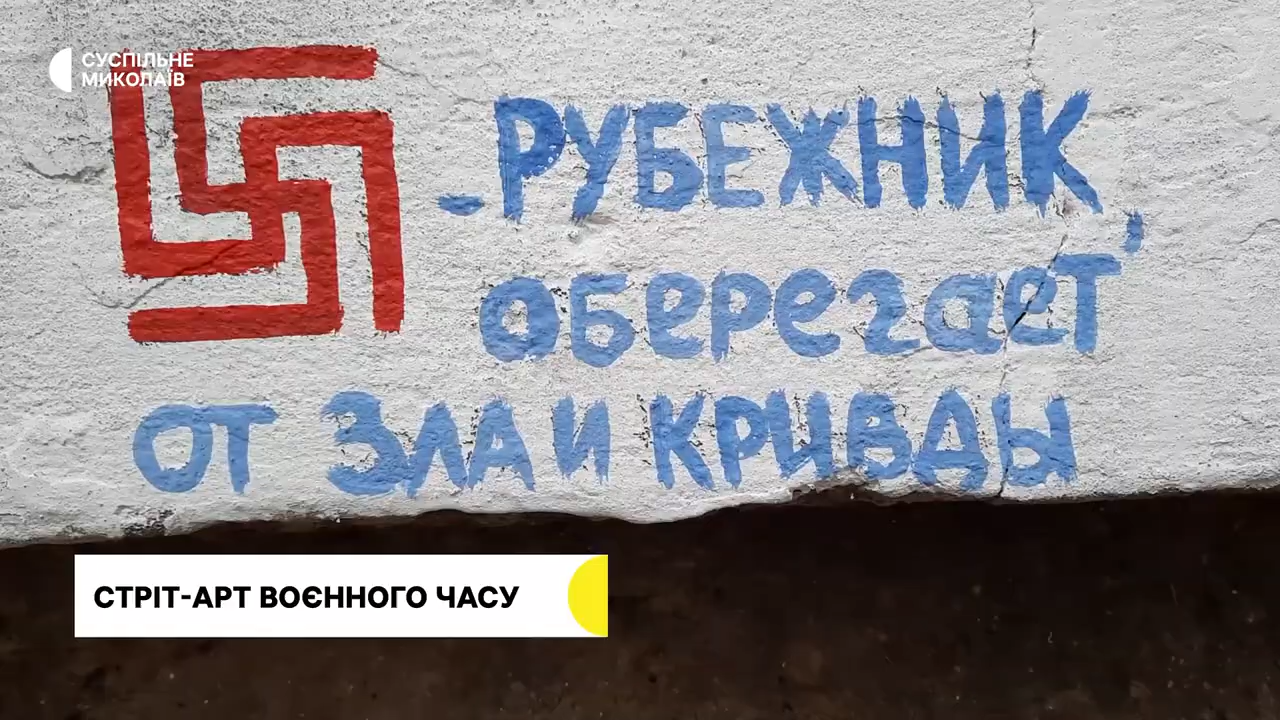 СУСПІЛЬНЕ
МИКОЛАЇВ
- РУБЕЖНИК,
оберегает
от Зла и КРИВДЫ
СТРІТ-АРТ ВОЄННОГО ЧАСУ